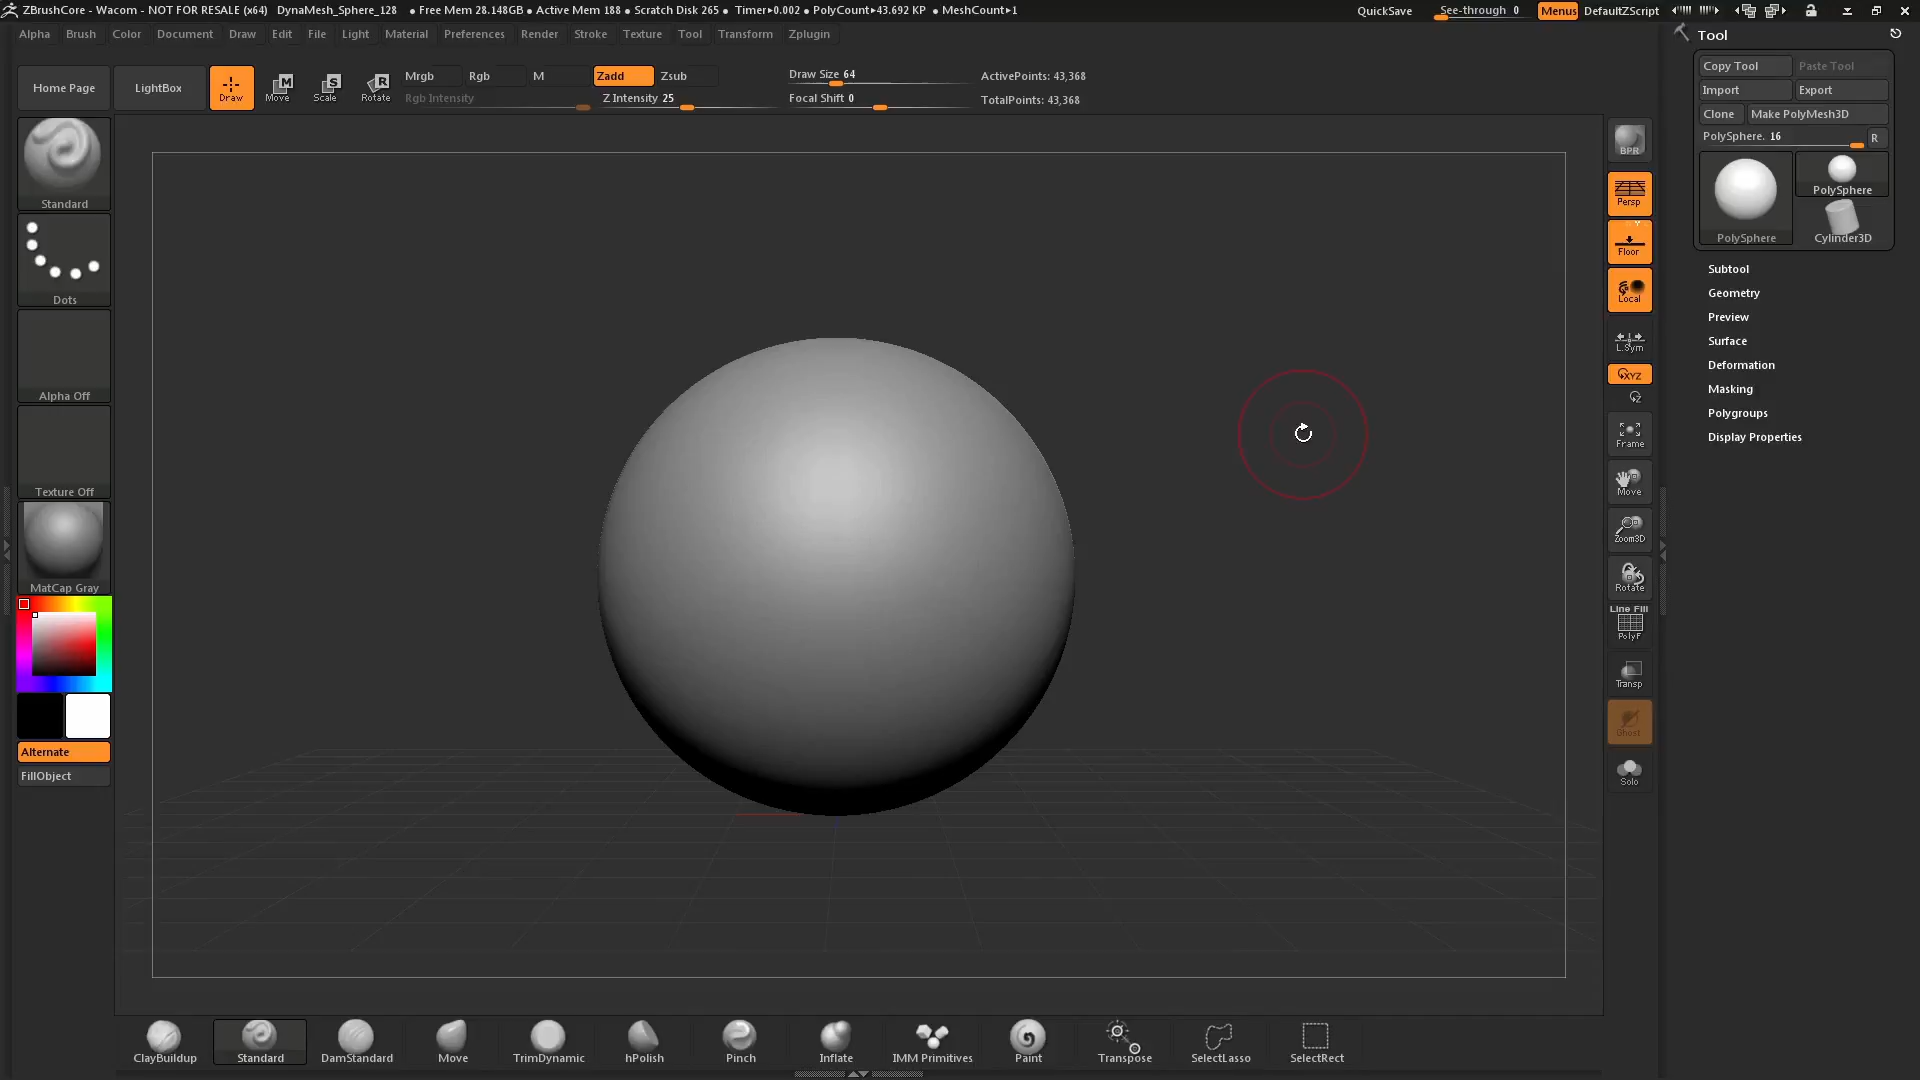 ZBrushCore - Wacom - NOT FOR RESALE (x64) DynaMesh_Sphere_128 ● Free Mem 28.148GB ● Active Mem 188 ● Scratch Disk 265 ● Timer▸0.002 ● PolyCount▸43.692 KP ● MeshCount▸1 QuickSave See-through 0 Menus DefaultZScript
Alpha Brush Color Document Draw Edit File Light Material Preferences Render Stroke Texture Tool Transform Zplugin
Home Page
LightBox
Draw
Move
Scale
Rotate
Mrgb Rgb M Zadd Zsub
Rgb Intensity Z Intensity 25
Draw Size 64
Focal Shift 0
ActivePoints: 43,368
TotalPoints: 43,368
Standard
Dots
Alpha Off
Texture Off
MatCap Gray
Alternate
FillObject
BPR
Persp
Floor
Local
L.Sym
XYZ
Z
Frame
Move
Zoom3D
Rotate
Line Fill
PolyF
Transp
Ghost
Solo
Tool
Copy Tool Paste Tool
Import Export
Clone Make PolyMesh3D
PolySphere. 16 R
PolySphere
PolySphere
Cylinder3D
Subtool
Geometry
Preview
Surface
Deformation
Masking
Polygroups
Display Properties
ClayBuildup Standard DamStandard Move TrimDynamic hPolish Pinch Inflate IMM Primitives Paint Transpose SelectLasso SelectRect